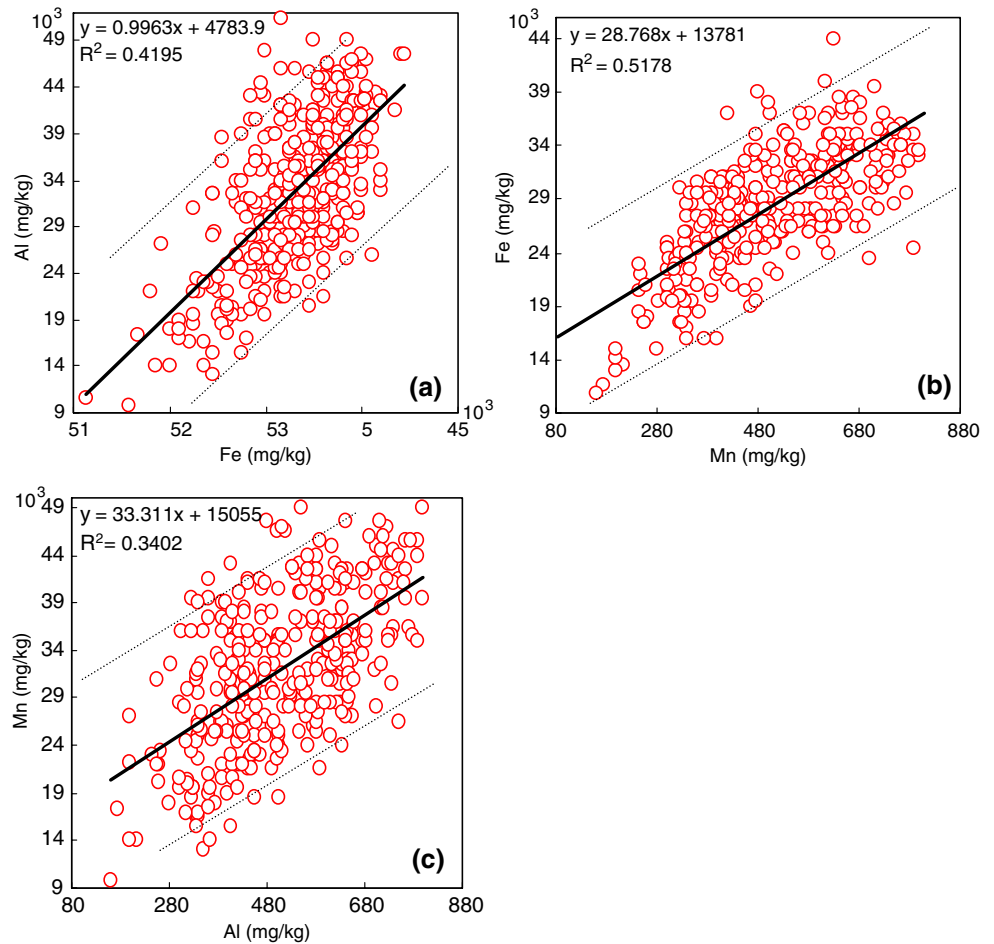 10³
y = 0.9963x + 4783.9
R² = 0.4195
49
44
39
34
29
24
19
14
9
Al (mg/kg)
(a)
51 52 53 5 45
10³
Fe (mg/kg)
10³
y = 28.768x + 13781
R² = 0.5178
44
39
34
29
24
19
14
9
Fe (mg/kg)
(b)
80 280 480 680 880
Mn (mg/kg)
10³
y = 33.311x + 15055
R² = 0.3402
49
44
39
34
29
24
19
14
9
Mn (mg/kg)
(c)
80 280 480 680 880
Al (mg/kg)